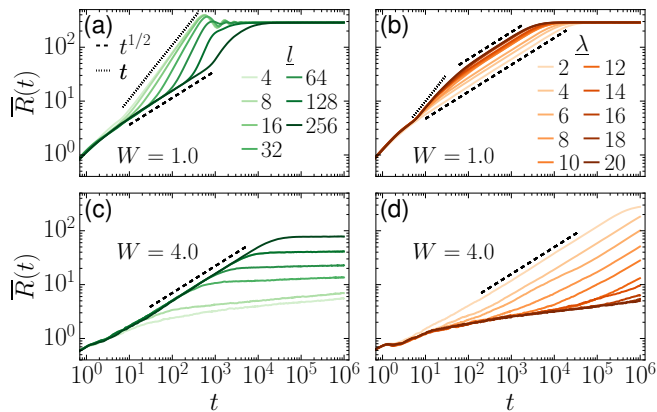 (a)
t^{1/2}
t
l
4
8
16
32
64
128
256
W = 1.0
10^2
10^1
10^0
\overline{R}(t)
(b)
λ
2
4
6
8
10
12
14
16
18
20
W = 1.0
(c)
W = 4.0
10^2
10^1
10^0
\overline{R}(t)
10^0 10^1 10^2 10^3 10^4 10^5 10^6
t
(d)
W = 4.0
10^0 10^1 10^2 10^3 10^4 10^5 10^6
t